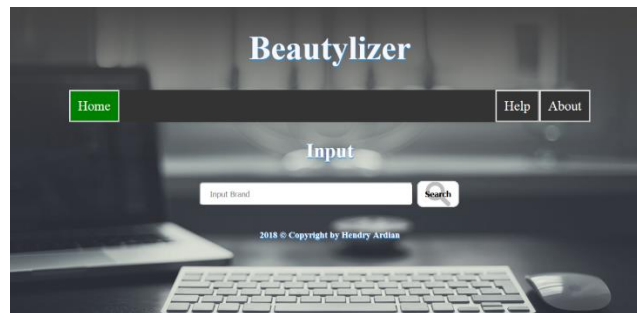 Beautylizer
Home Help About
Input
Input Brand Search
2018 © Copyright by Hendry Ardian